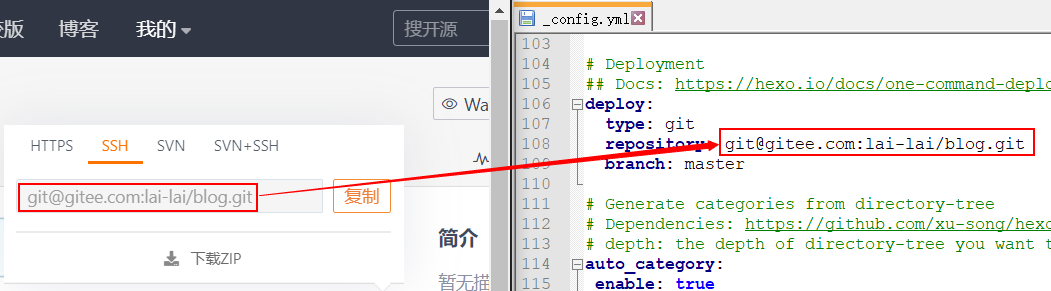 版 博客 我的
搜开源
Wa
HTTPS SSH SVN SVN+SSH
git@gitee.com:lai-lai/blog.git 复制
下载ZIP
简介
暂无描
_config.yml
103
104 # Deployment
105 ## Docs: https://hexo.io/docs/one-command-deplo
106 deploy:
107 type: git
108 repository: git@gitee.com:lai-lai/blog.git
109 branch: master
110
111 # Generate categories from directory-tree
112 # Dependencies: https://github.com/xu-song/hexo
113 # depth: the depth of directory-tree you want t
114 auto_category:
115 enable: true